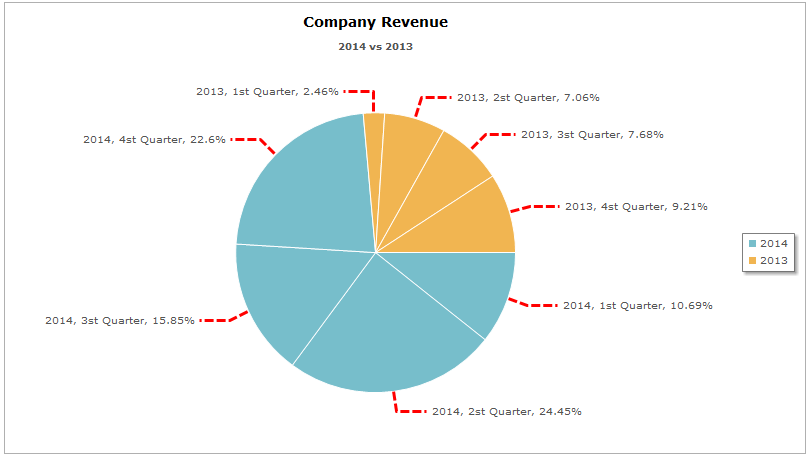 Company Revenue
2014 vs 2013
2013, 1st Quarter, 2.46%
2013, 2st Quarter, 7.06%
2013, 3st Quarter, 7.68%
2014, 4st Quarter, 22.6%
2013, 4st Quarter, 9.21%
2014
2013
2014, 1st Quarter, 10.69%
2014, 3st Quarter, 15.85%
2014, 2st Quarter, 24.45%